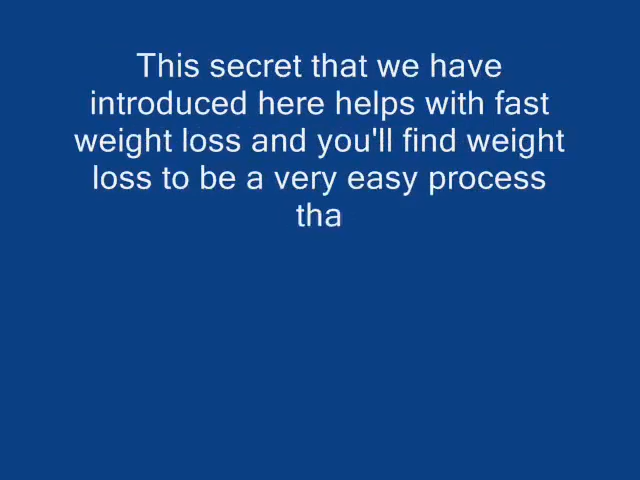 This secret that we have
introduced here helps with fast
weight loss and you'll find weight
loss to be a very easy process
tha